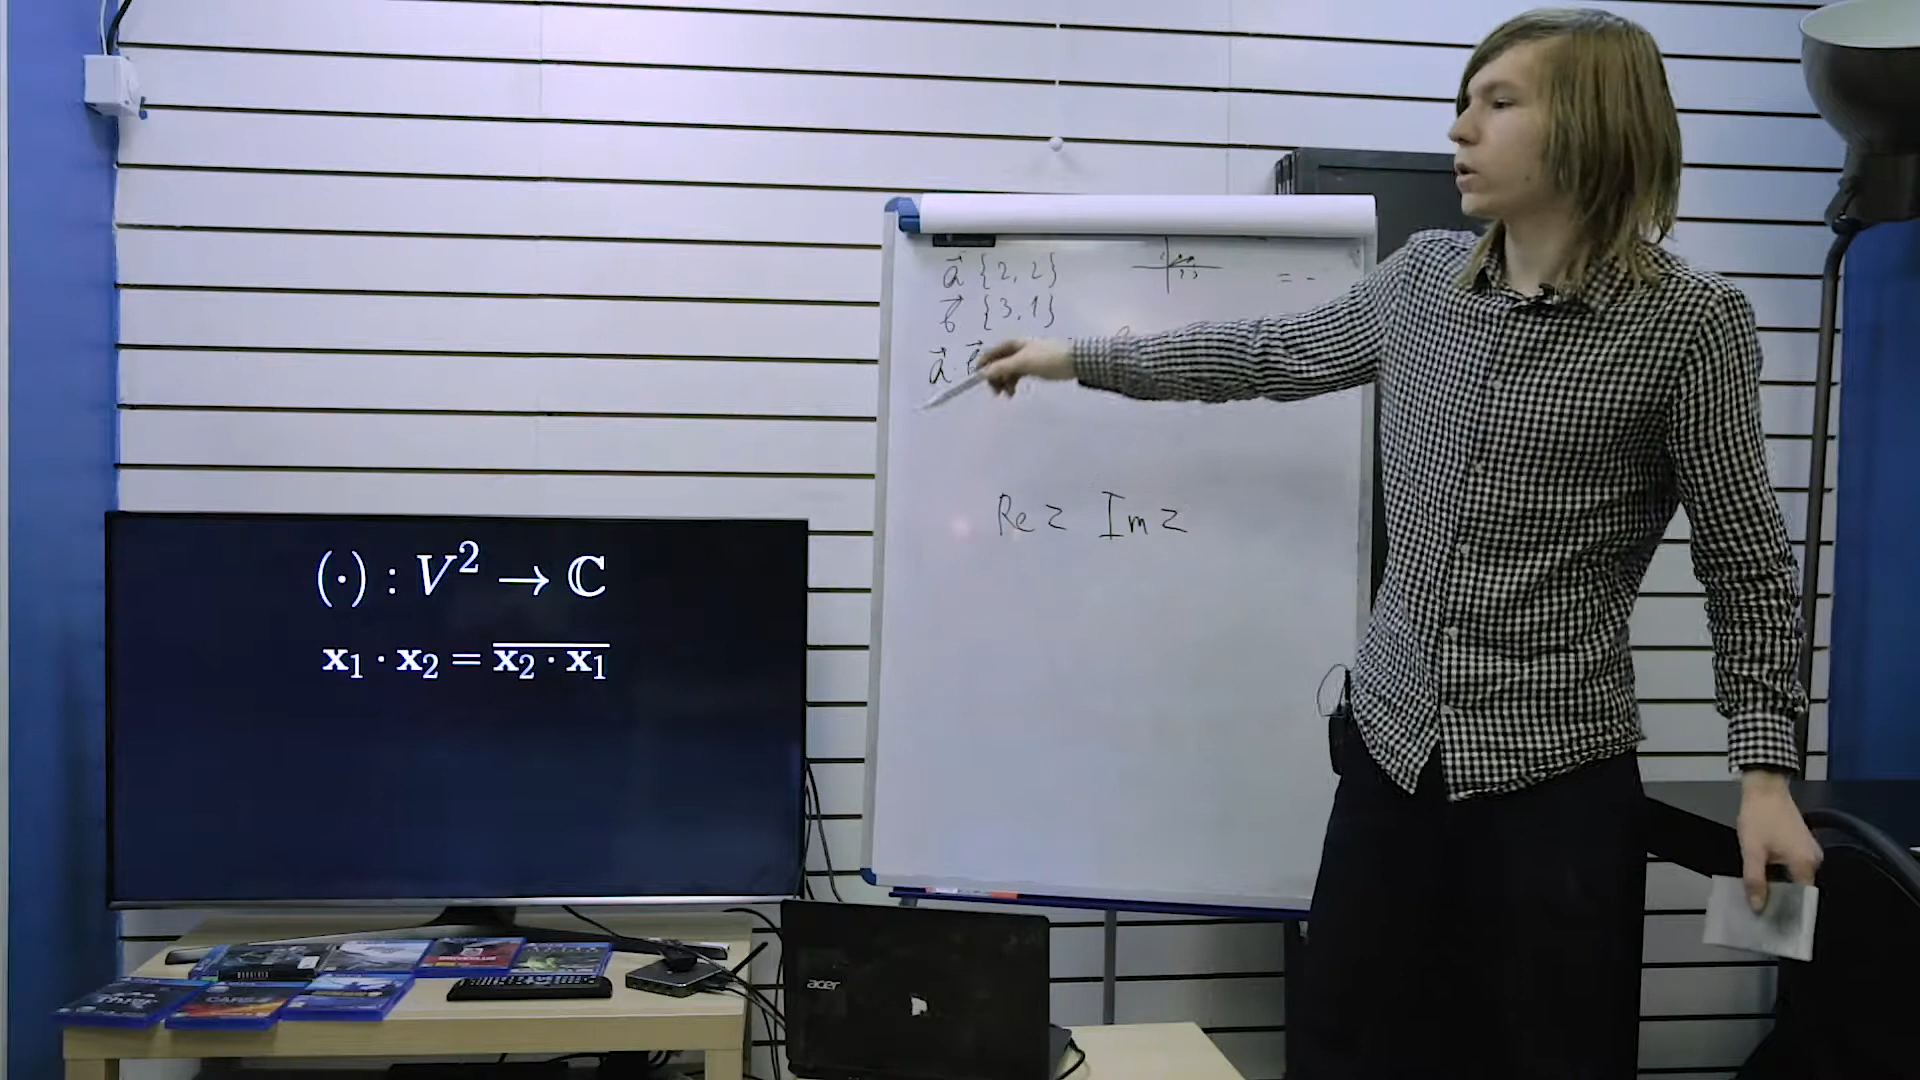 a⃗ {2, 2}
b⃗ {3, 1}
a⃗ ·
= -
Re z Im z
(·) : V² → ℂ
x₁ · x₂ = x̅₂̅ ̅·̅ ̅x̅₁̅
acer